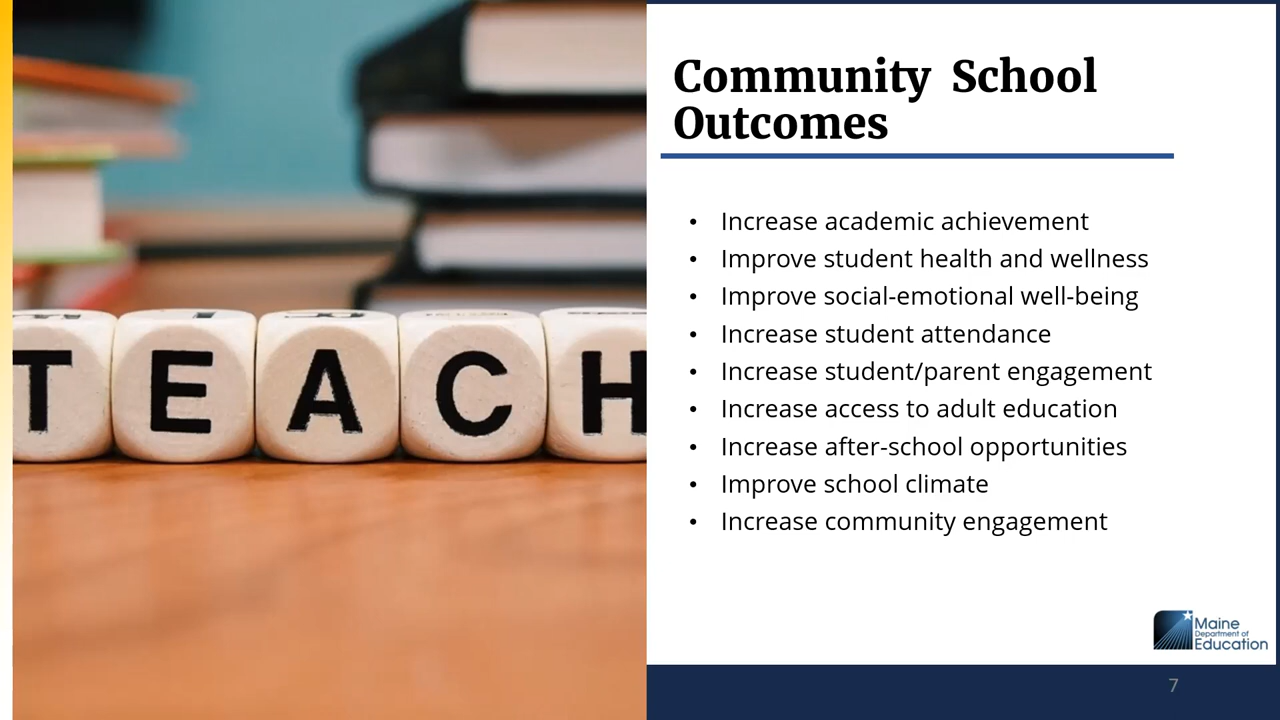 TEACH
Community School
Outcomes
• Increase academic achievement
• Improve student health and wellness
• Improve social-emotional well-being
• Increase student attendance
• Increase student/parent engagement
• Increase access to adult education
• Increase after-school opportunities
• Improve school climate
• Increase community engagement
Maine
Department of
Education
7